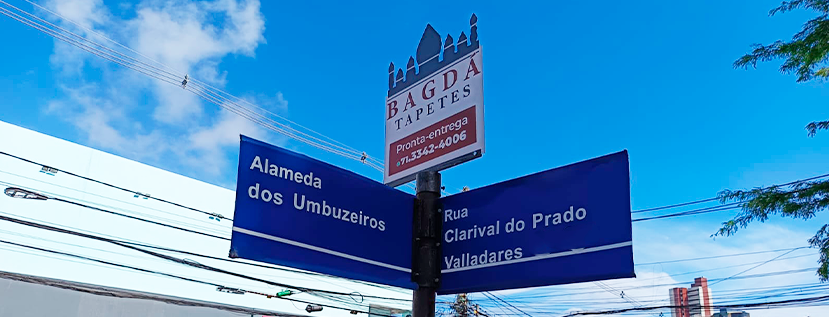 BAGDÁ
TAPETES
Pronta-entrega
71.3342-4006
Alameda
dos Umbuzeiros
Rua
Clarival do Prado
Valladares